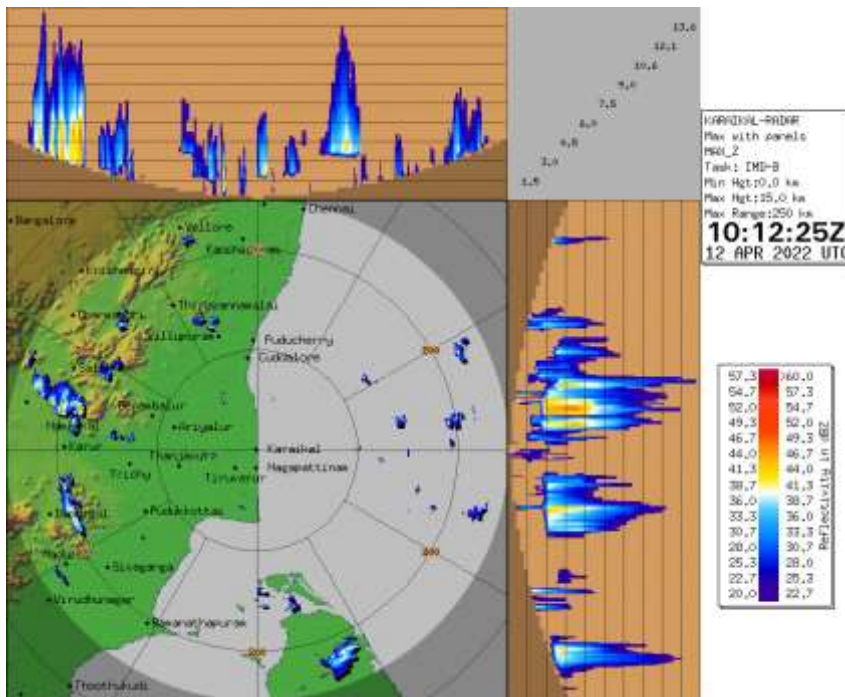 13.6
12.1
10.6
9.0
7.5
6.0
4.5
3.0
1.5
KARAIKAL-RADAR
Max with panels
MAX_Z
Task: IMD-B
Min Hgt:0.0 km
Max Hgt:15.0 km
Max Range:250 km
10:12:25Z
12 APR 2022 UTC
Chennai
Bangalore
Vellore
Krishnagiri
Villupuram
Puducherry
Cuddalore
200
Perambalur
Ariyalur
Karur
Karaikal
Thanjavur
Nagapattinam
Trichy
Tiruvarur
Pudukkottai
200
Sivaganga
Virudhunagar
Ramanathapuram
200
Thoothukudi
57.3 >60.0
54.7 57.3
52.0 54.7
49.3 52.0
46.7 49.3
44.0 46.7
41.3 44.0
38.7 41.3
36.0 38.7
33.3 36.0
30.7 33.3
28.0 30.7
25.3 28.0
22.7 25.3
20.0 22.7
Reflectivity in dBZ